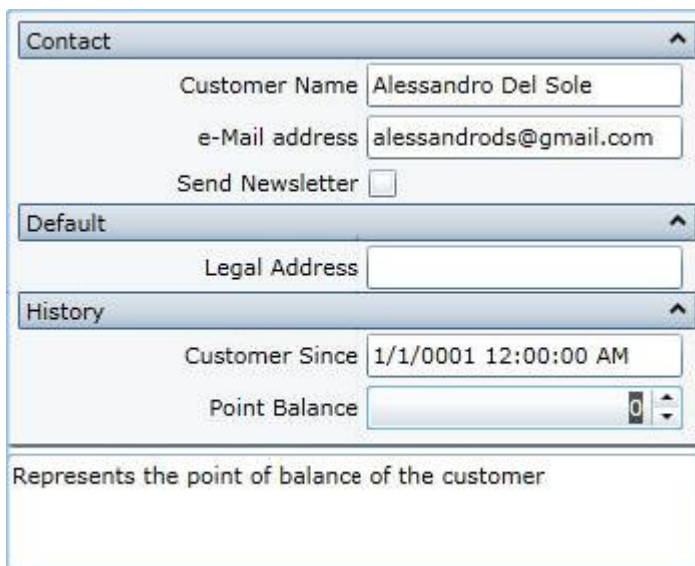 Contact
Customer Name Alessandro Del Sole
e-Mail address alessandrods@gmail.com
Send Newsletter
Default
Legal Address
History
Customer Since 1/1/0001 12:00:00 AM
Point Balance 0
Represents the point of balance of the customer